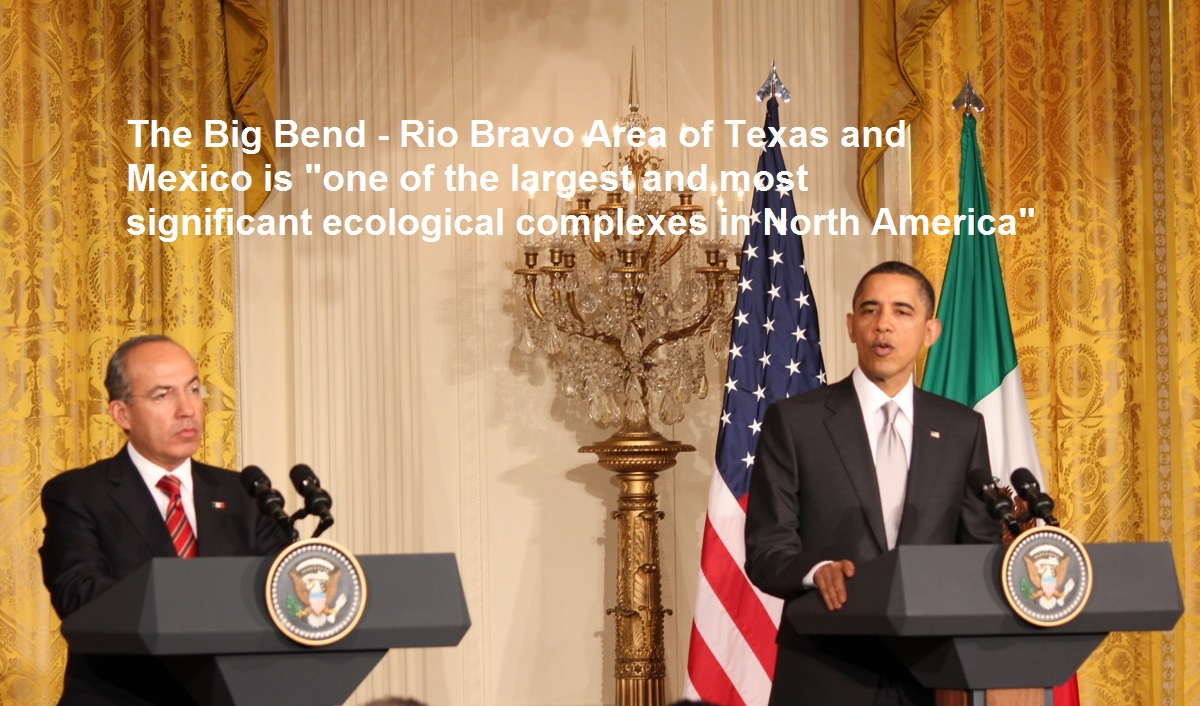 The Big Bend - Rio Bravo Area of Texas and
Mexico is "one of the largest and most
significant ecological complexes in North America"